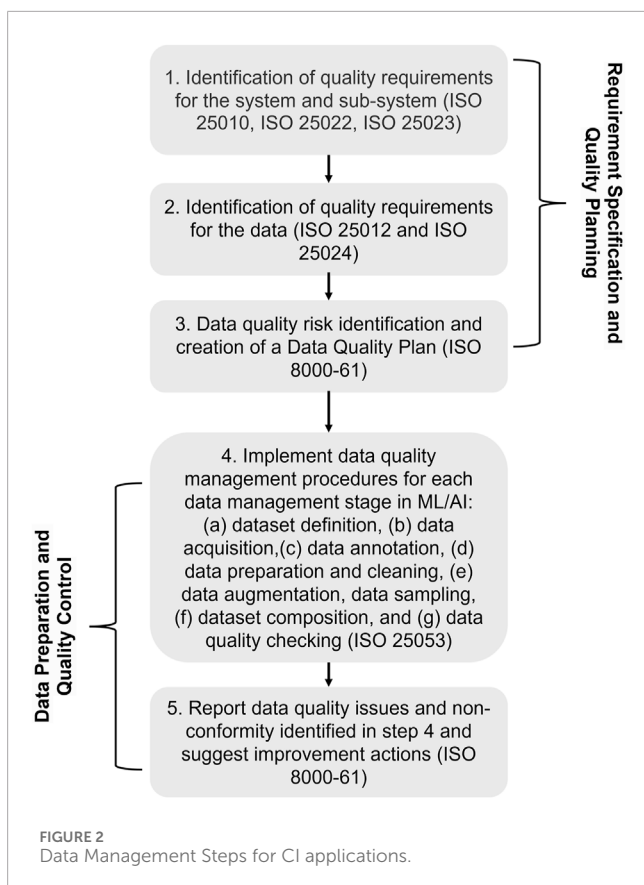 1. Identification of quality requirements
for the system and sub-system (ISO
25010, ISO 25022, ISO 25023)
Requirement Specification and
Quality Planning
2. Identification of quality requirements
for the data (ISO 25012 and ISO
25024)
3. Data quality risk identification and
creation of a Data Quality Plan (ISO
8000-61)
4. Implement data quality
management procedures for each
data management stage in ML/AI:
(a) dataset definition, (b) data
acquisition,(c) data annotation, (d)
data preparation and cleaning, (e)
data augmentation, data sampling,
(f) dataset composition, and (g) data
quality checking (ISO 25053)
Data Preparation and
Quality Control
5. Report data quality issues and non-
conformity identified in step 4 and
suggest improvement actions (ISO
8000-61)
FIGURE 2
Data Management Steps for CI applications.